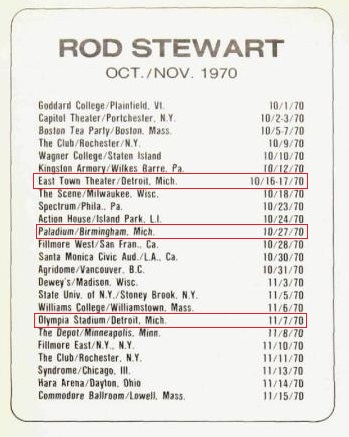 ROD STEWART
OCT./NOV. 1970
Goddard College/Plainfield, Vt. 10/1/70
Capitol Theater/Portchester, N.Y. 10/2-3/70
Boston Tea Party/Boston, Mass. 10/5-7/70
The Club/Rochester, N.Y. 10/9/70
Wagner College/Staten Island 10/10/70
Kingston Armory/Wilkes Barre, Pa. 10/12/70
East Town Theater/Detroit, Mich. 10/16-17/70
The Scene/Milwaukee, Wisc. 10/18/70
Spectrum/Phila., Pa. 10/23/70
Action House/Island Park, L.I. 10/24/70
Paladium/Birmingham, Mich. 10/27/70
Fillmore West/San Fran., Ca. 10/28/70
Santa Monica Civic Aud./L.A., Ca. 10/30/70
Agridome/Vancouver, B.C. 10/31/70
Dewey's/Madison, Wisc. 11/3/70
State Univ. of N.Y./Stoney Brook, N.Y. 11/5/70
Williams College/Williamstown, Mass. 11/6/70
Olympia Stadium/Detroit, Mich. 11/7/70
The Depot/Minneapolis, Minn. 11/8/70
Fillmore East/N.Y., N.Y. 11/10/70
The Club/Rochester, N.Y. 11/11/70
Syndrome/Chicago, Ill. 11/13/70
Hara Arena/Dayton, Ohio 11/14/70
Commodore Ballroom/Lowell, Mass. 11/15/70